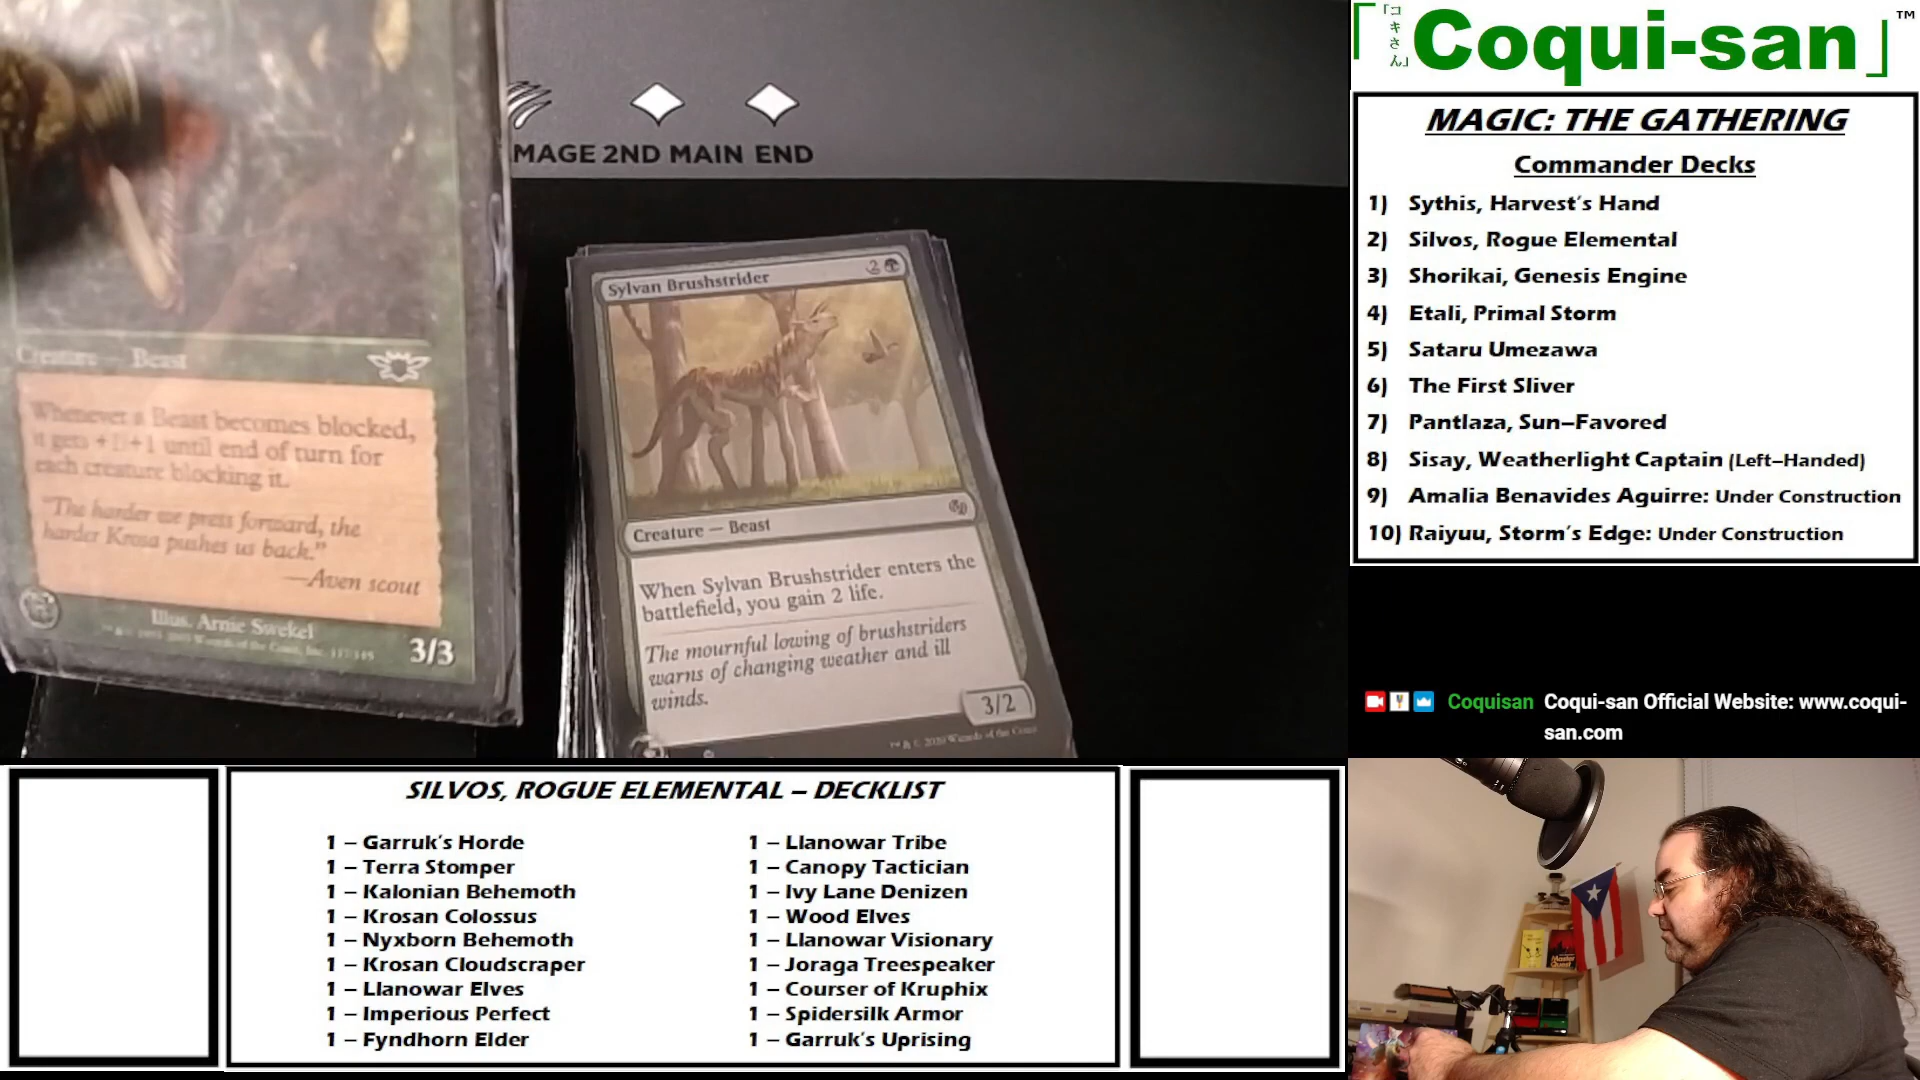 MAGE 2ND MAIN END
Creature — Beast
Whenever a Beast becomes blocked,
it gets +1/+1 until end of turn for
each creature blocking it.
"The harder we press forward, the
harder Krosa pushes us back."
—Aven scout
Illus. Arnie Swekel
3/3
Sylvan Brushstrider
2
Creature — Beast
When Sylvan Brushstrider enters the
battlefield, you gain 2 life.
The mournful lowing of brushstriders
warns of changing weather and ill
winds.
3/2
™ & © 2020 Wizards of the Coast
「コキさん」
「Coqui-san」™
MAGIC: THE GATHERING
Commander Decks
1) Sythis, Harvest's Hand
2) Silvos, Rogue Elemental
3) Shorikai, Genesis Engine
4) Etali, Primal Storm
5) Sataru Umezawa
6) The First Sliver
7) Pantlaza, Sun-Favored
8) Sisay, Weatherlight Captain (Left-Handed)
9) Amalia Benavides Aguirre: Under Construction
10) Raiyuu, Storm's Edge: Under Construction
Coquisan Coqui-san Official Website: www.coqui-
san.com
SILVOS, ROGUE ELEMENTAL – DECKLIST
1 – Garruk's Horde
1 – Terra Stomper
1 – Kalonian Behemoth
1 – Krosan Colossus
1 – Nyxborn Behemoth
1 – Krosan Cloudscraper
1 – Llanowar Elves
1 – Imperious Perfect
1 – Fyndhorn Elder
1 – Llanowar Tribe
1 – Canopy Tactician
1 – Ivy Lane Denizen
1 – Wood Elves
1 – Llanowar Visionary
1 – Joraga Treespeaker
1 – Courser of Kruphix
1 – Spidersilk Armor
1 – Garruk's Uprising